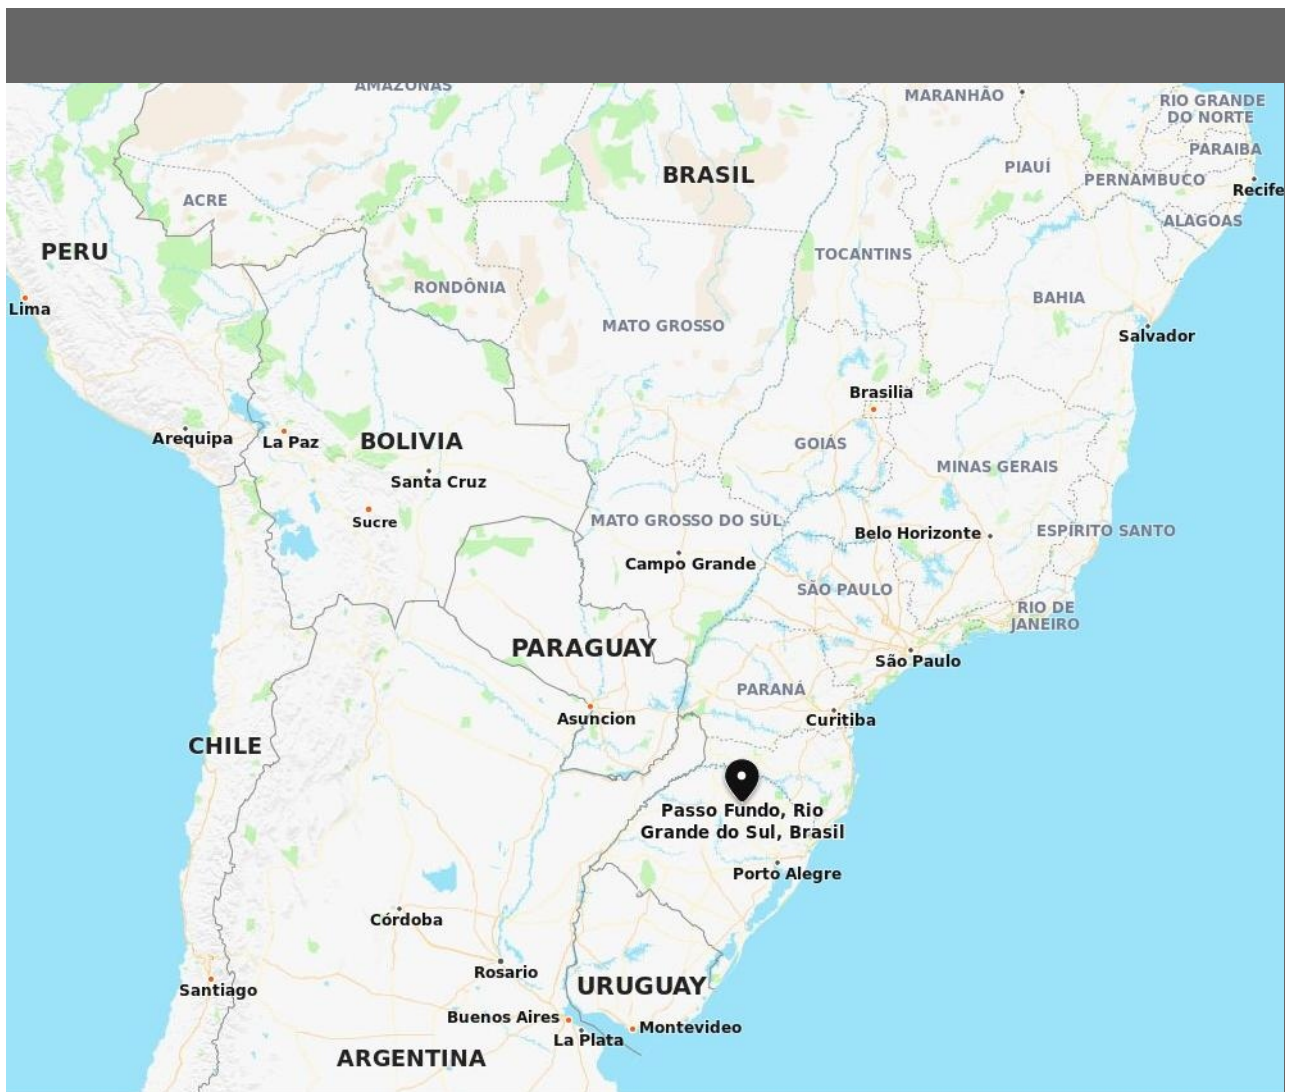 AMAZONAS
MARANHÃO
RIO GRANDE
DO NORTE
PARAIBA
PIAUÍ
PERNAMBUCO
BRASIL
ACRE
Recife
ALAGOAS
PERU
TOCANTINS
RONDÔNIA
BAHIA
Lima
MATO GROSSO
Salvador
Brasilia
Arequipa
La Paz
BOLIVIA
GOIÁS
MINAS GERAIS
Santa Cruz
Sucre
MATO GROSSO DO SUL
Belo Horizonte
ESPÍRITO SANTO
Campo Grande
SÃO PAULO
RIO DE
JANEIRO
PARAGUAY
São Paulo
PARANÁ
Asuncion
Curitiba
CHILE
Passo Fundo, Rio
Grande do Sul, Brasil
Porto Alegre
Córdoba
Rosario
URUGUAY
Santiago
Buenos Aires
Montevideo
La Plata
ARGENTINA